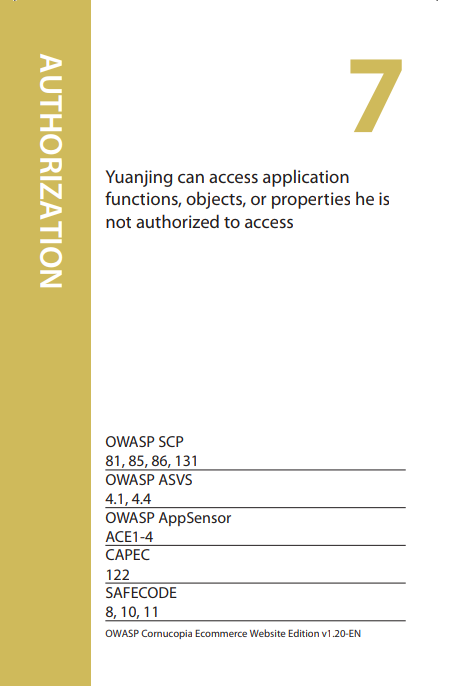 AUTHORIZATION
7
Yuanjing can access application
functions, objects, or properties he is
not authorized to access
OWASP SCP
81, 85, 86, 131
OWASP ASVS
4.1, 4.4
OWASP AppSensor
ACE1-4
CAPEC
122
SAFECODE
8, 10, 11
OWASP Cornucopia Ecommerce Website Edition v1.20-EN